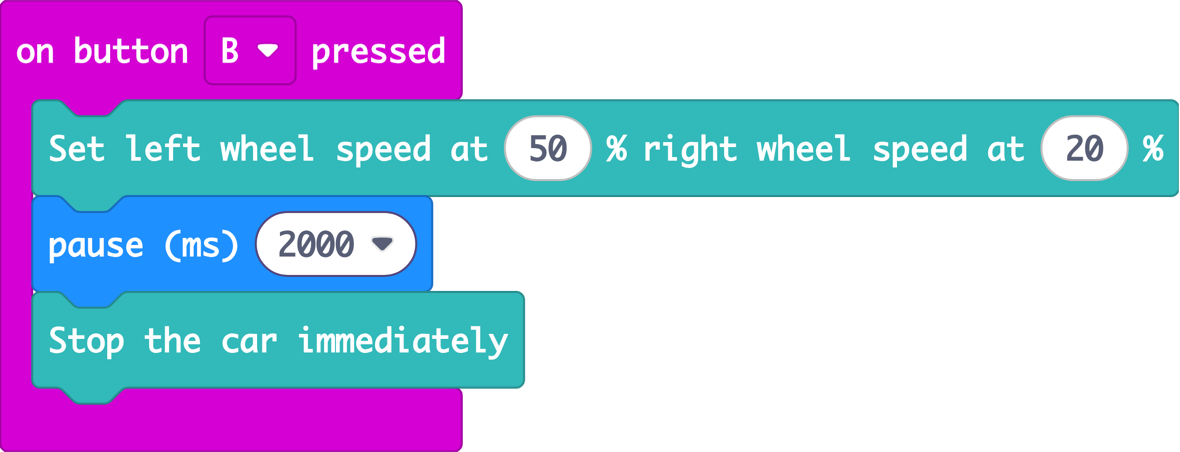 on button B pressed
Set left wheel speed at 50 % right wheel speed at 20 %
pause (ms) 2000
Stop the car immediately